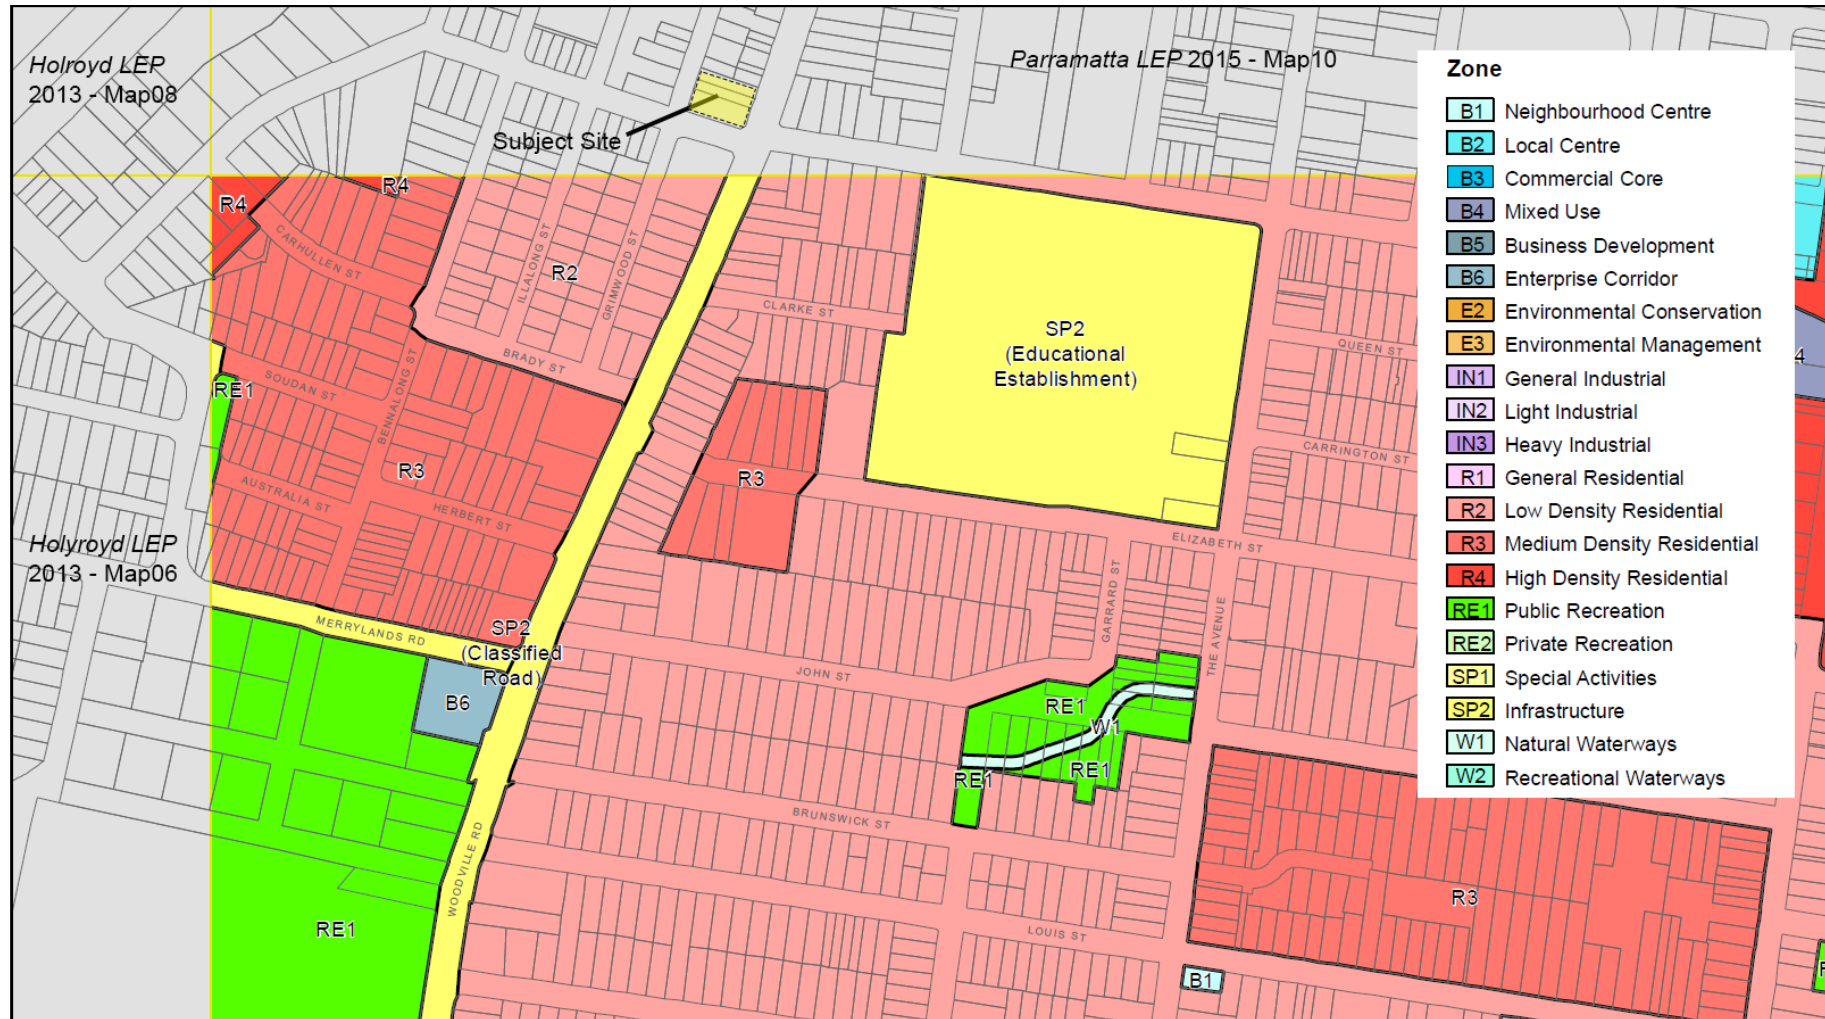 Holroyd LEP
2013 - Map08
Parramatta LEP 2015 - Map10
Subject Site
Holyroyd LEP
2013 - Map06
R4
R4
CARHULLEN ST
ILLALONG ST
R2
GRIMWOOD ST
CLARKE ST
BRADY ST
SP2
(Educational
Establishment)
QUEEN ST
RE1
SOUDAN ST
BENNALONG ST
R3
AUSTRALIA ST
HERBERT ST
R3
CARRINGTON ST
ELIZABETH ST
GARRARD ST
THE AVENUE
MERRYLANDS RD
SP2
(Classified
Road)
B6
JOHN ST
RE1
W1
RE1
RE1
BRUNSWICK ST
WOODVILLE RD
RE1
LOUIS ST
R3
B1
4
Zone
B1 Neighbourhood Centre
B2 Local Centre
B3 Commercial Core
B4 Mixed Use
B5 Business Development
B6 Enterprise Corridor
E2 Environmental Conservation
E3 Environmental Management
IN1 General Industrial
IN2 Light Industrial
IN3 Heavy Industrial
R1 General Residential
R2 Low Density Residential
R3 Medium Density Residential
R4 High Density Residential
RE1 Public Recreation
RE2 Private Recreation
SP1 Special Activities
SP2 Infrastructure
W1 Natural Waterways
W2 Recreational Waterways